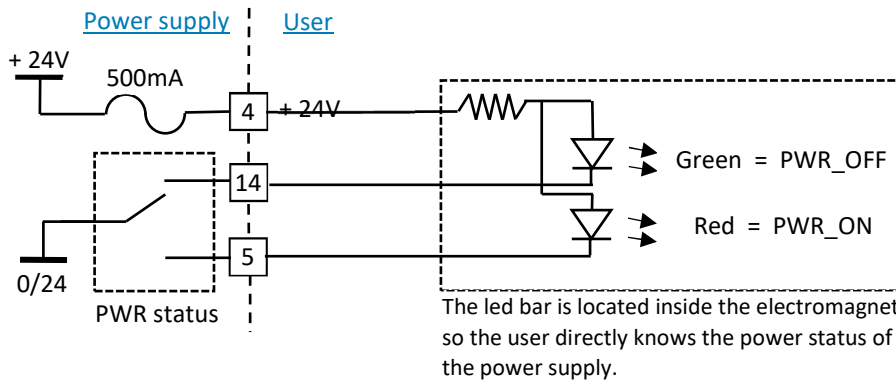 Power supply
User
+ 24V
500mA
4
+ 24V
14
Green = PWR_OFF
Red = PWR_ON
5
0/24
PWR status
The led bar is located inside the electromagnet
so the user directly knows the power status of
the power supply.